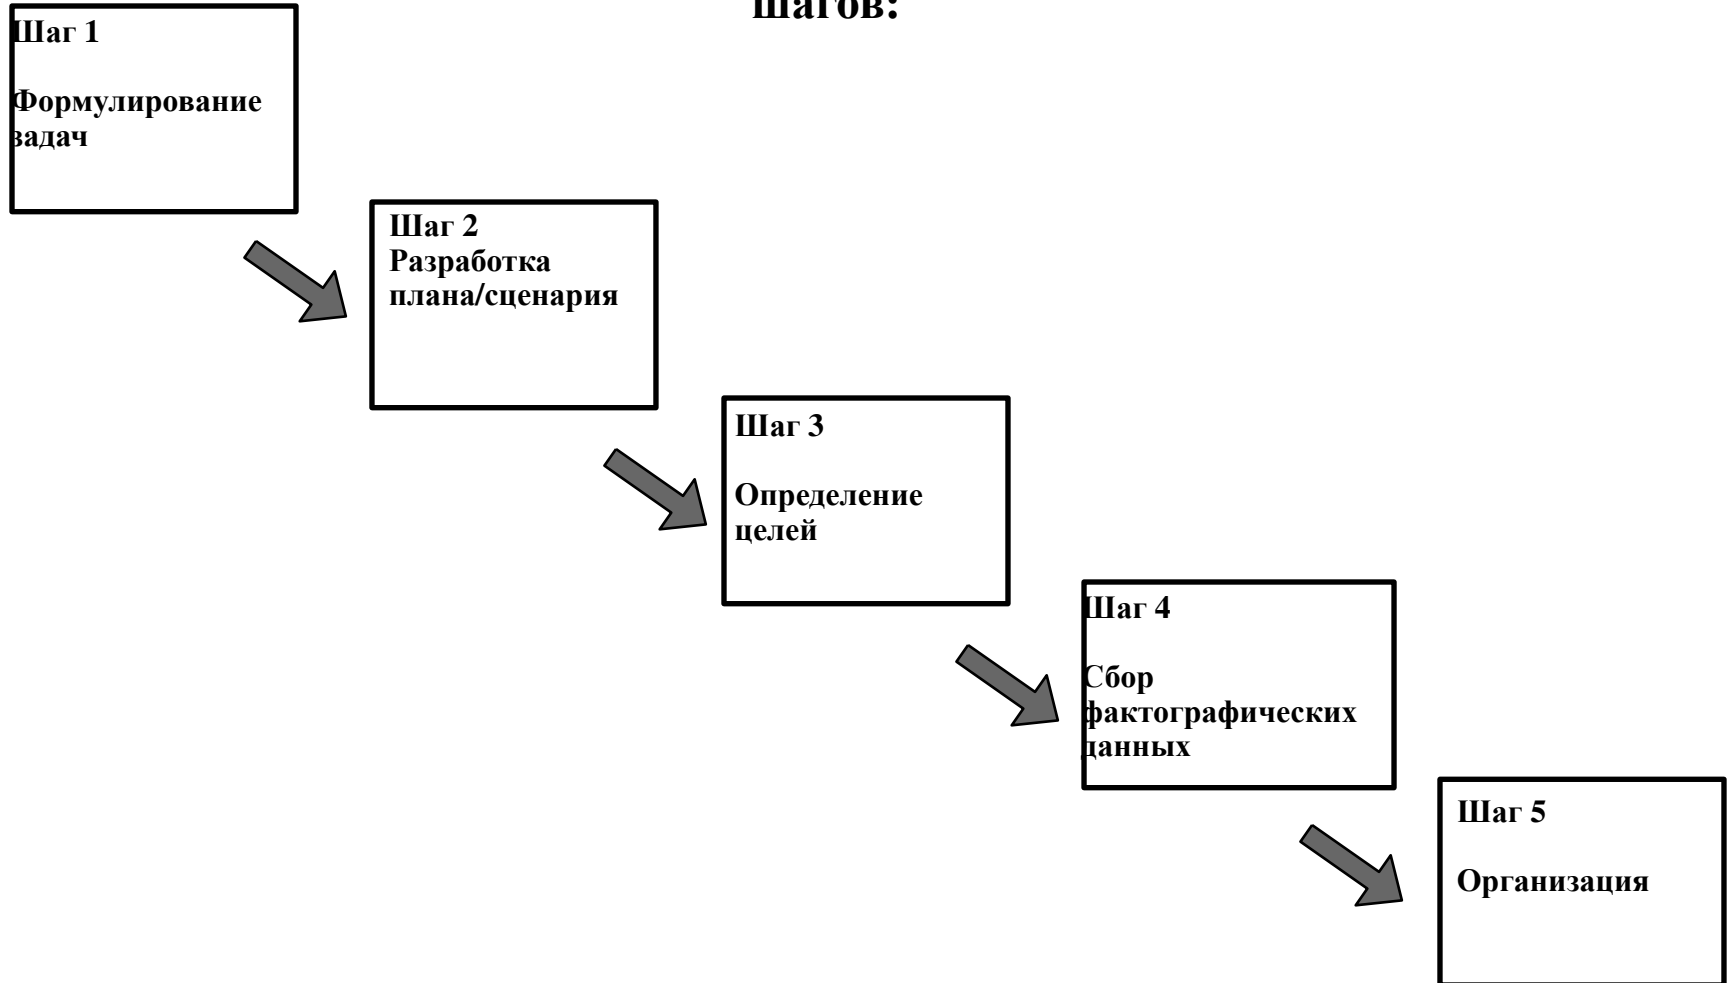 шагов:
Шаг 1
Формулирование
задач
Шаг 2
Разработка
плана/сценария
Шаг 3
Определение
целей
Шаг 4
Сбор
фактографических
данных
Шаг 5
Организация